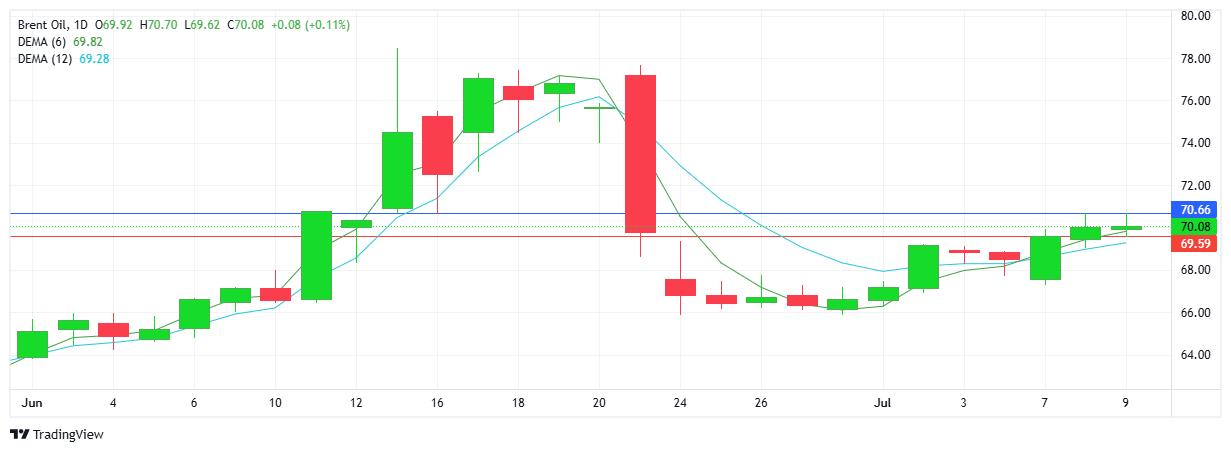 Brent Oil, 1D O69.92 H70.70 L69.62 C70.08 +0.08 (+0.11%)
DEMA (6) 69.82
DEMA (12) 69.28
80.00
78.00
76.00
74.00
72.00
70.66
70.08
69.59
68.00
66.00
64.00
Jun 4 6 10 12 16 18 20 24 26 Jul 3 7 9
TradingView